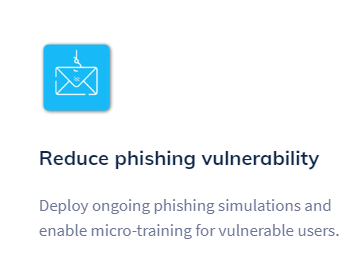 Reduce phishing vulnerability
Deploy ongoing phishing simulations and
enable micro-training for vulnerable users.